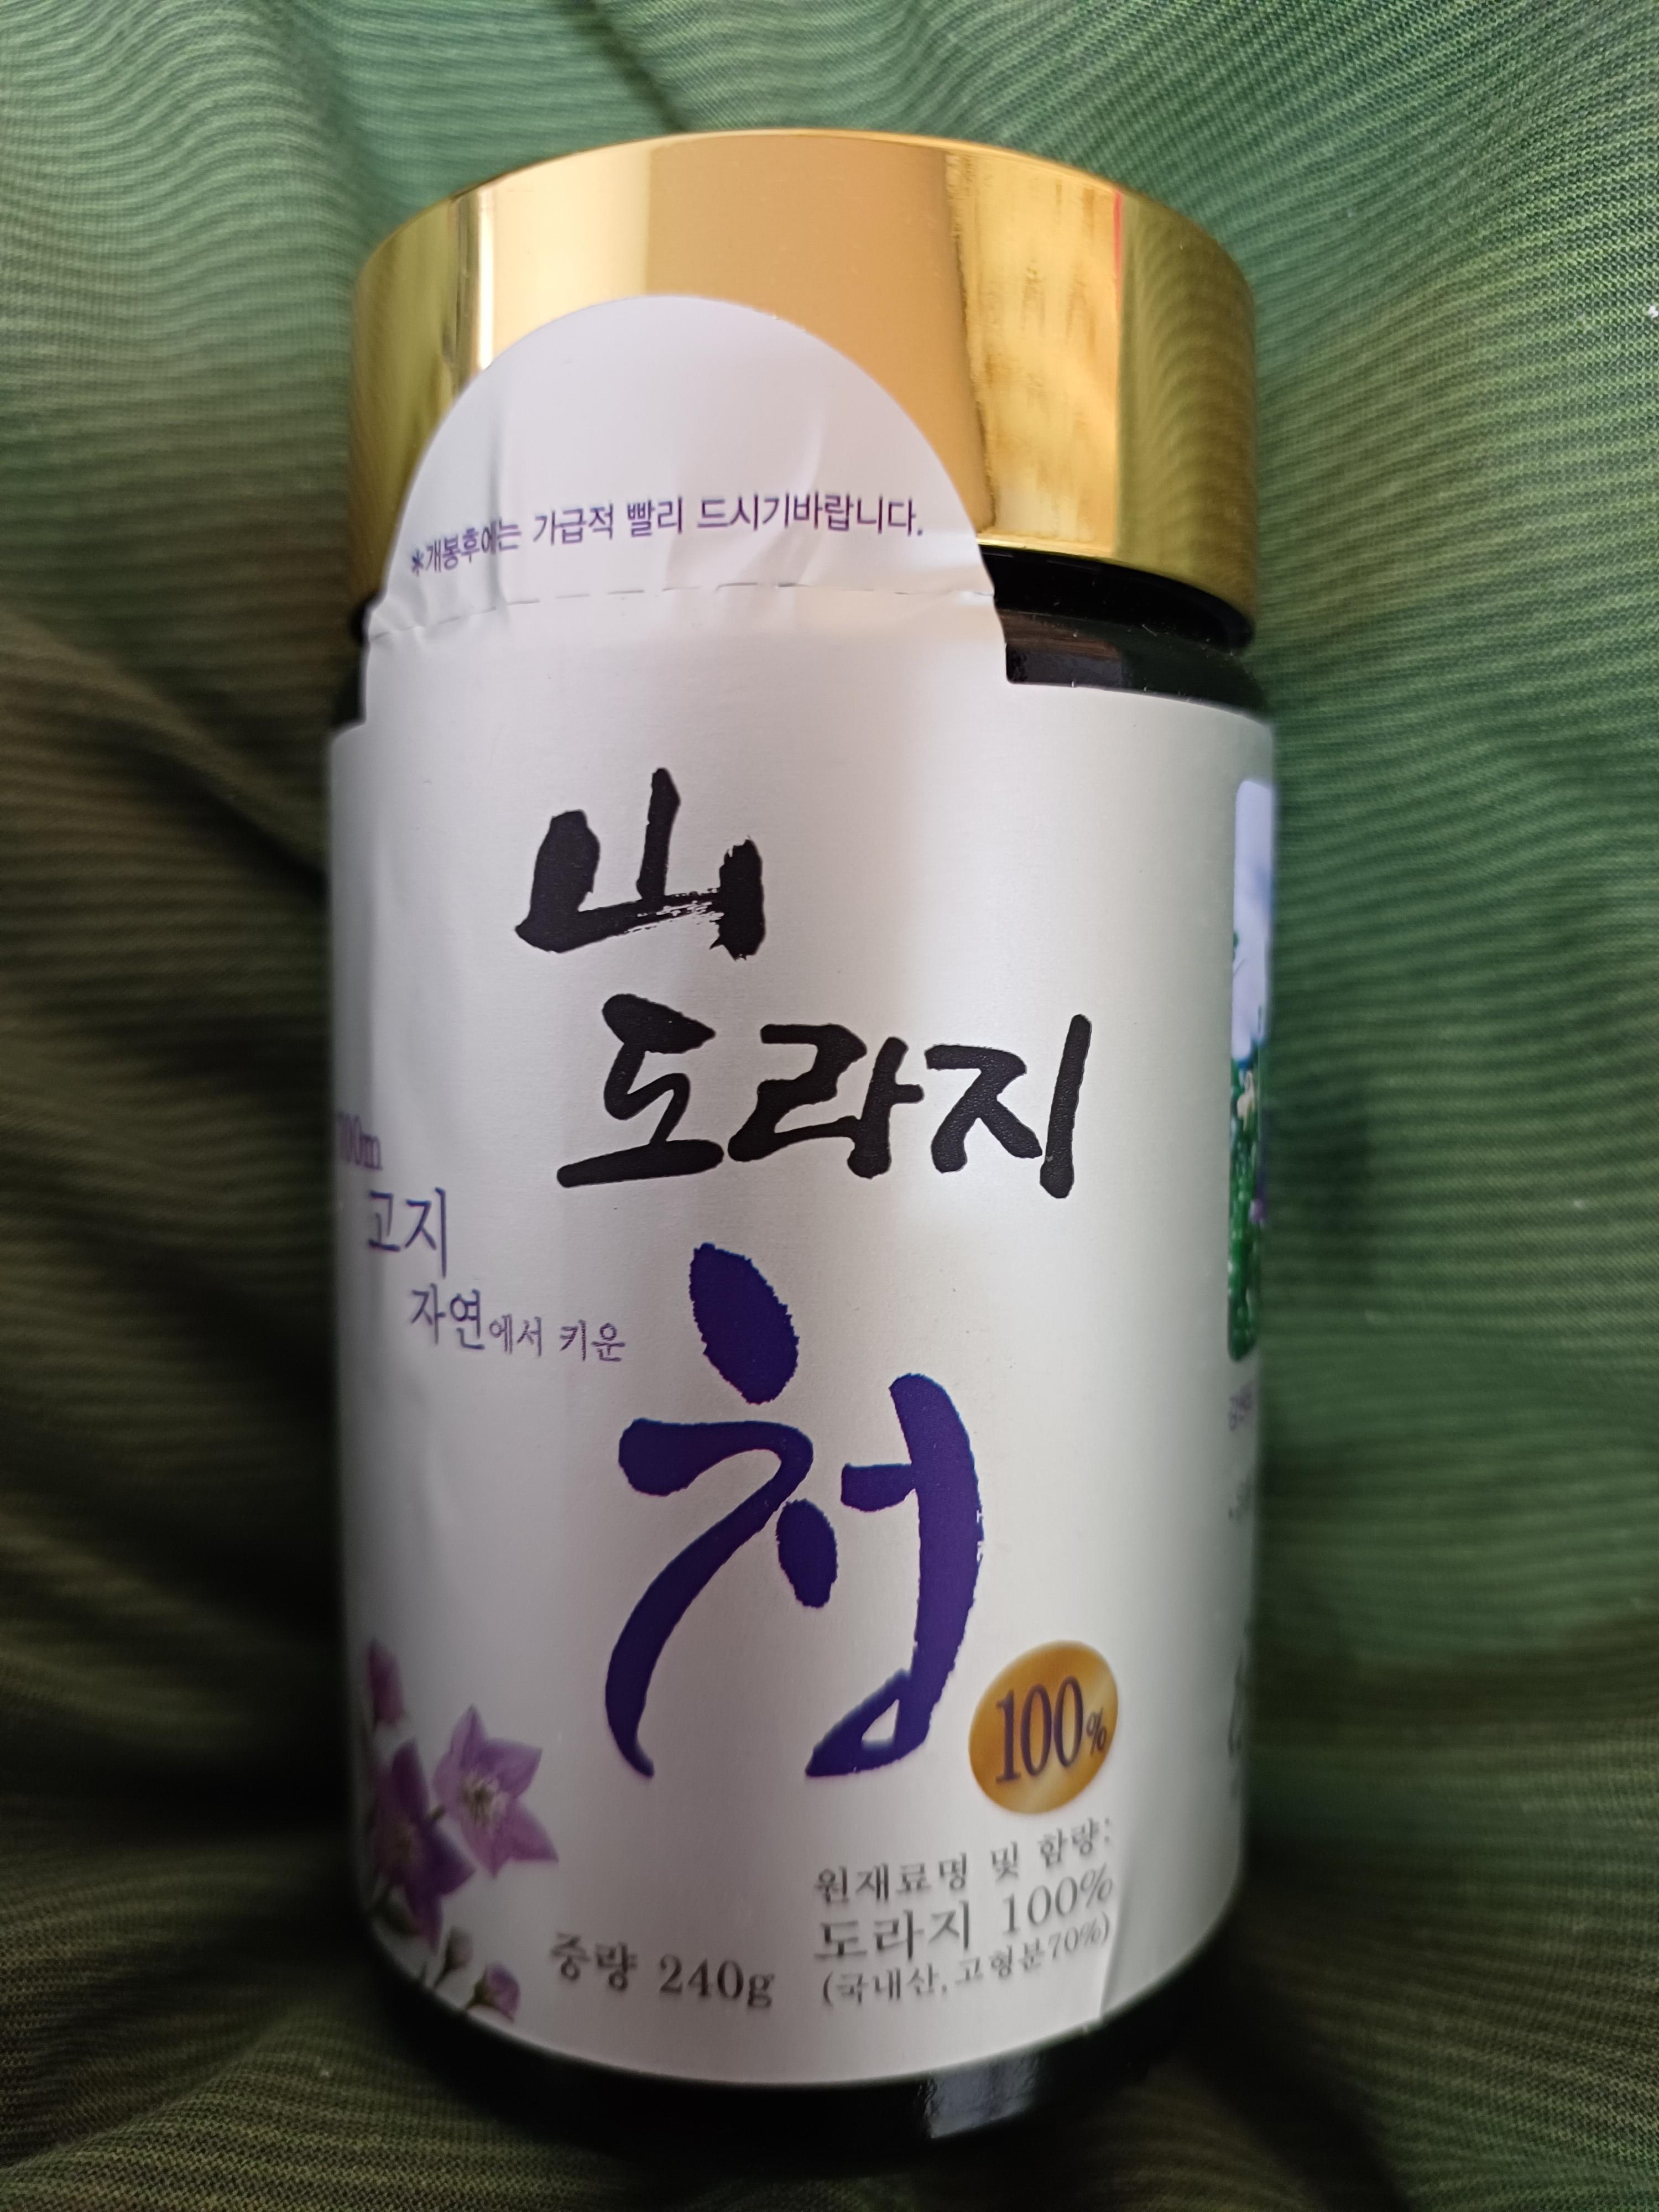 *개봉후에는 가급적 빨리 드시기바랍니다.
山
도라지
청
고지
자연에서 키운
100%
원재료명 및 함량:
도라지 100%
(국내산,고형분70%)
중량 240g